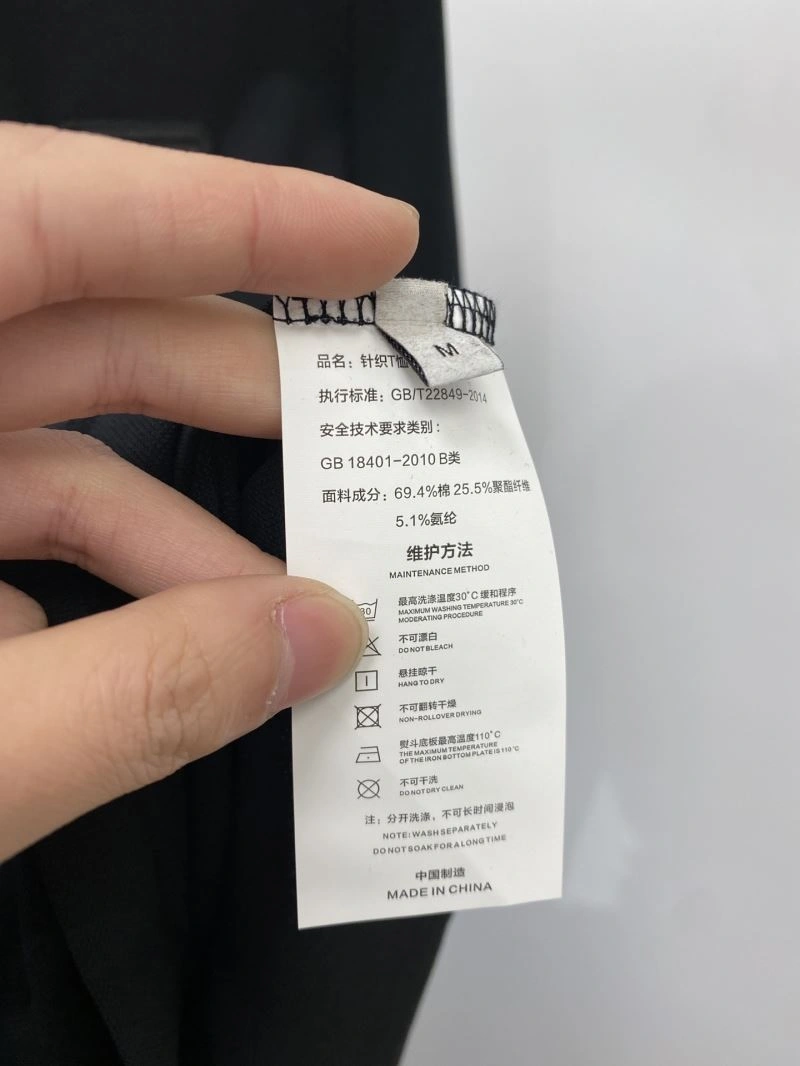 M
品名：针织T恤
执行标准：GB/T22849-2014
安全技术要求类别：
GB 18401-2010 B类
面料成分：69.4%棉 25.5%聚酯纤维
5.1%氨纶
维护方法
MAINTENANCE METHOD
30
最高洗涤温度30°C 缓和程序
MAXIMUM WASHING TEMPERATURE 30°C
MODERATING PROCEDURE
不可漂白
DO NOT BLEACH
悬挂晾干
HANG TO DRY
不可翻转干燥
NON-ROLLOVER DRYING
熨斗底板最高温度110°C
THE MAXIMUM TEMPERATURE
OF THE IRON BOTTOM PLATE IS 110°C
不可干洗
DO NOT DRY CLEAN
注：分开洗涤，不可长时间浸泡
NOTE: WASH SEPARATELY
DO NOT SOAK FOR A LONG TIME
中国制造
MADE IN CHINA